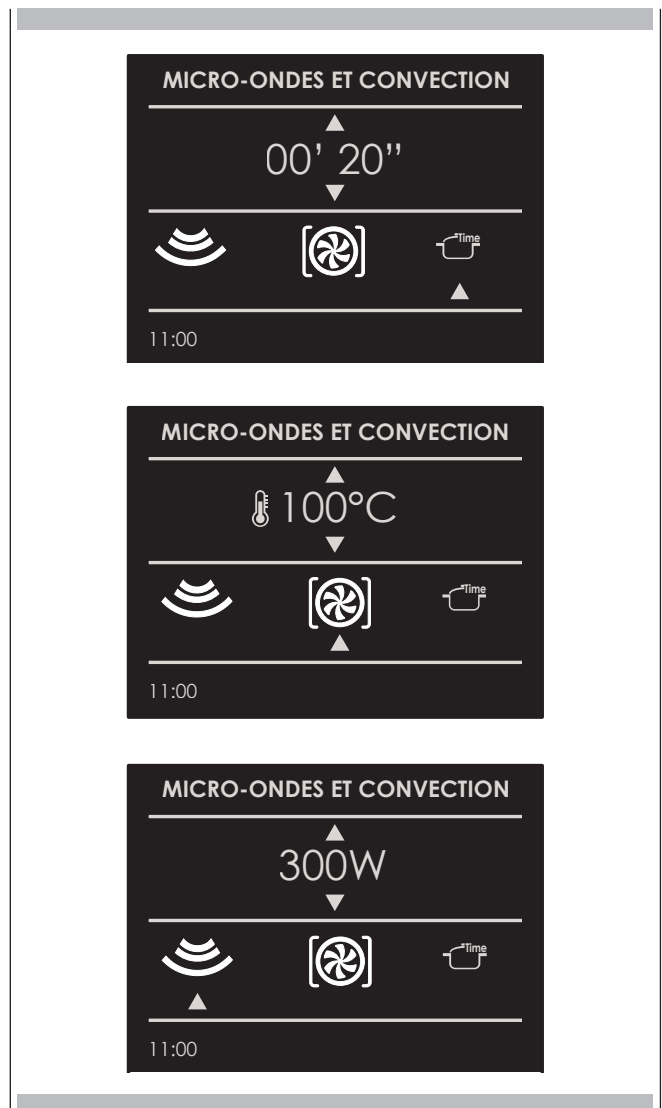 MICRO-ONDES ET CONVECTION
00’ 20”
Time
11:00
MICRO-ONDES ET CONVECTION
100°C
Time
11:00
MICRO-ONDES ET CONVECTION
300W
Time
11:00